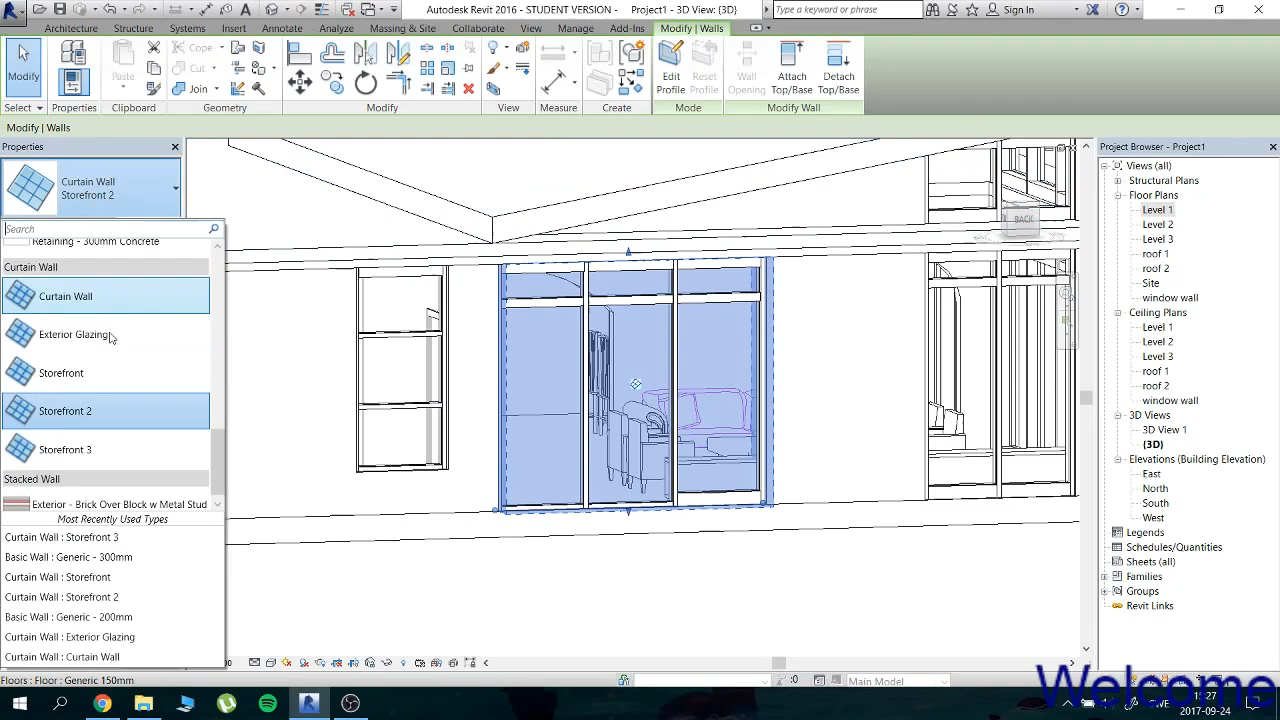 Autodesk Revit 2016 - STUDENT VERSION - Project1 - 3D View: {3D}
Type a keyword or phrase
Sign In
Architecture Structure Systems Insert Annotate Analyze Massing & Site Collaborate View Manage Add-Ins Modify | Walls
Modify
Paste
Cope
Cut
Join
Edit Profile
Reset Profile
Wall Opening
Attach Top/Base
Detach Top/Base
Select Properties Clipboard Geometry Modify View Measure Create Mode Modify Wall
Modify | Walls
Properties
Curtain Wall
Storefront 2
Search
Retaining - 300mm Concrete
Curtain Wall
Curtain Wall
Exterior Glazing
Storefront
Storefront 2
Storefront 3
Stacked Wall
Exterior - Brick Over Block w Metal Stud
Most Recently Used Types
Curtain Wall : Storefront 3
Basic Wall : Generic - 300mm
Curtain Wall : Storefront
Curtain Wall : Storefront 2
Basic Wall : Generic - 200mm
Curtain Wall : Exterior Glazing
Curtain Wall : Curtain Wall
BACK
Project Browser - Project1
Views (all)
Structural Plans
Floor Plans
Level 1
Level 2
Level 3
roof 1
roof 2
Site
window wall
Ceiling Plans
Level 1
Level 2
Level 3
roof 1
roof 2
window wall
3D Views
3D View 1
{3D}
Elevations (Building Elevation)
East
North
South
West
Legends
Schedules/Quantities
Sheets (all)
Families
Groups
Revit Links
Floors : Floor : Generic 150mm
:0
Main Model
Welcome
SWE
15:27
2017-09-24